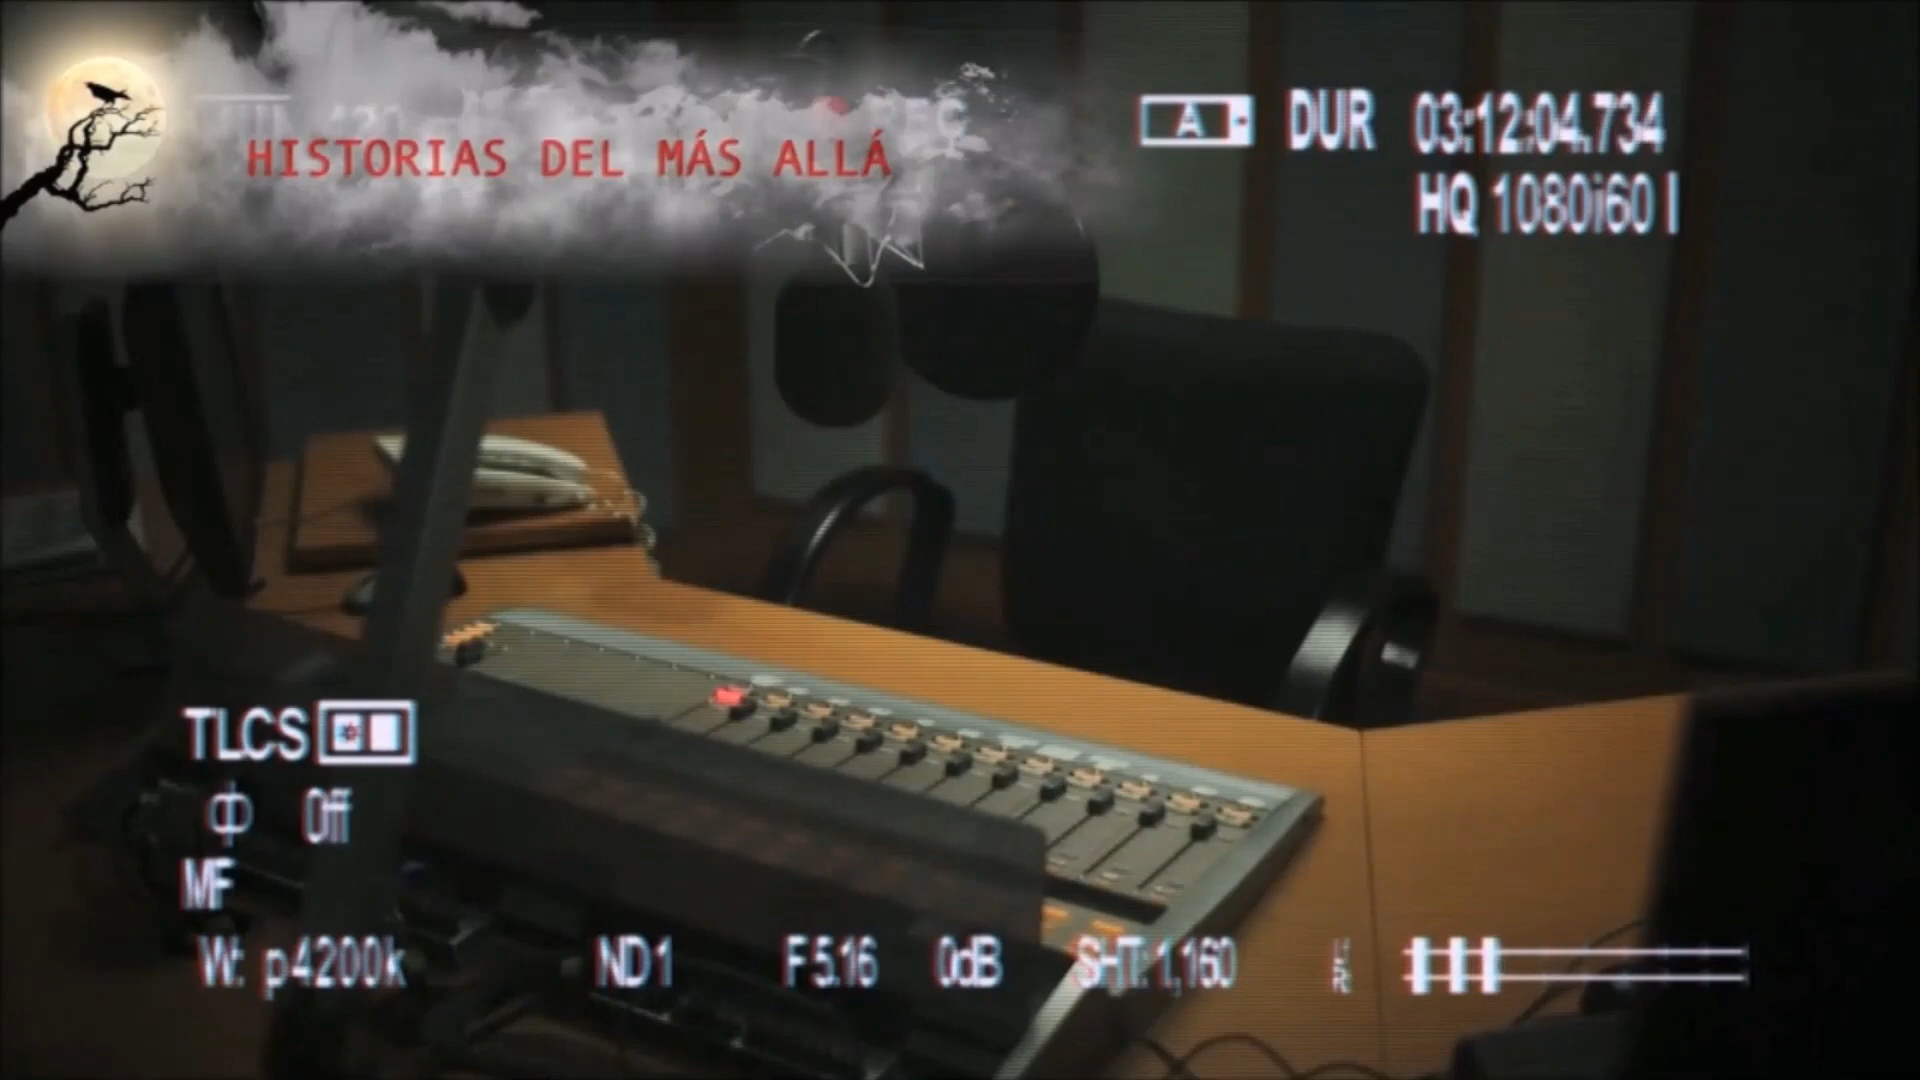 HISTORIAS DEL MÁS ALLÁ
A DUR 03:12:04.734
HQ 1080i60
TLCS
Off
MF
W: p4200k ND1 F5.16 0dB SHT: 1,160